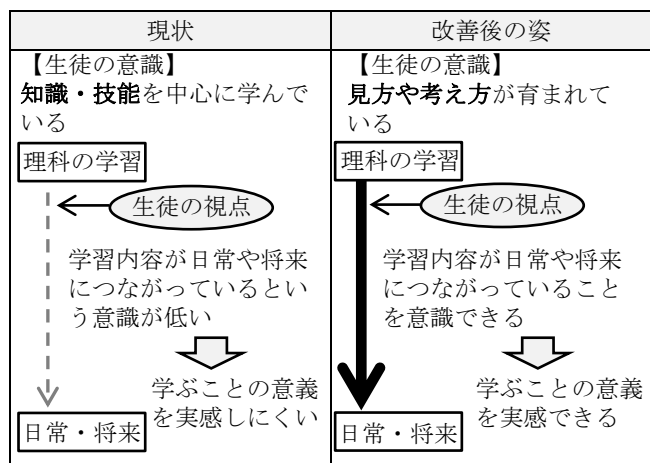 現状
【生徒の意識】
知識・技能を中心に学んで
いる
理科の学習
生徒の視点
学習内容が日常や将来
につながっているとい
う意識が低い
学ぶことの意義
を実感しにくい
日常・将来
改善後の姿
【生徒の意識】
見方や考え方が育まれて
いる
理科の学習
生徒の視点
学習内容が日常や将来
につながっていること
を意識できる
学ぶことの意義
を実感できる
日常・将来